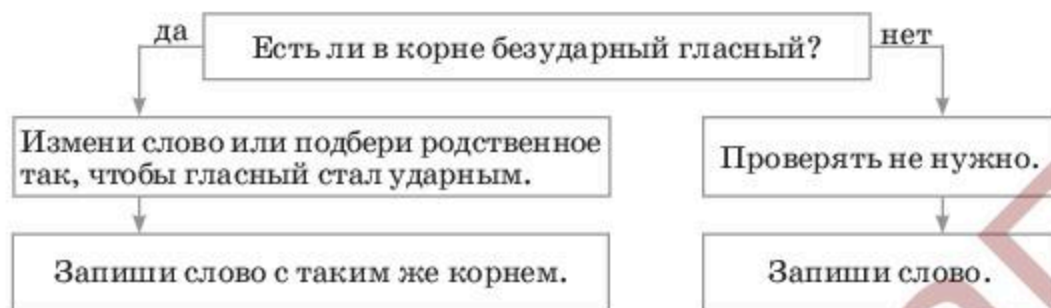 да
Есть ли в корне безударный гласный?
нет
Измени слово или подбери родственное
так, чтобы гласный стал ударным.
Проверять не нужно.
Запиши слово с таким же корнем.
Запиши слово.